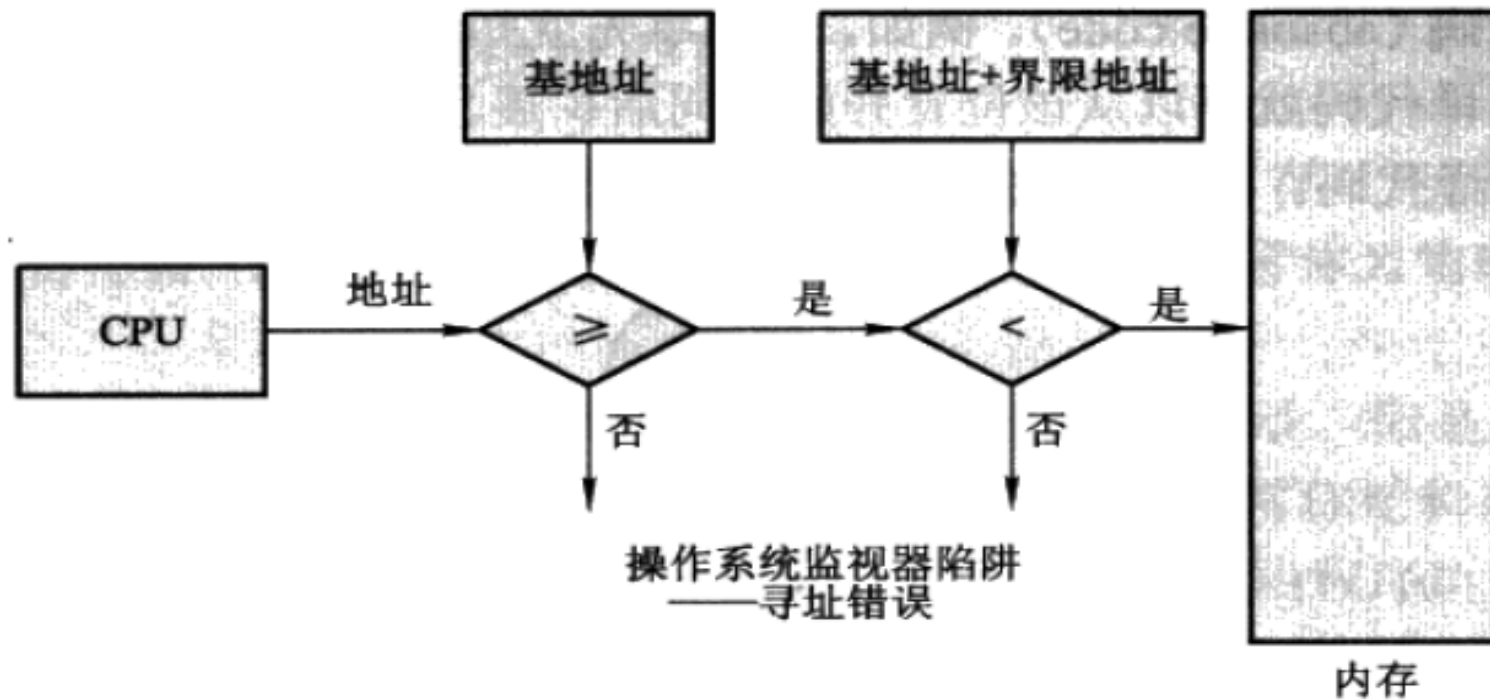 基地址
基地址+界限地址
CPU
地址
≥
是
<
是
否
否
操作系统监视器陷阱
——寻址错误
内存